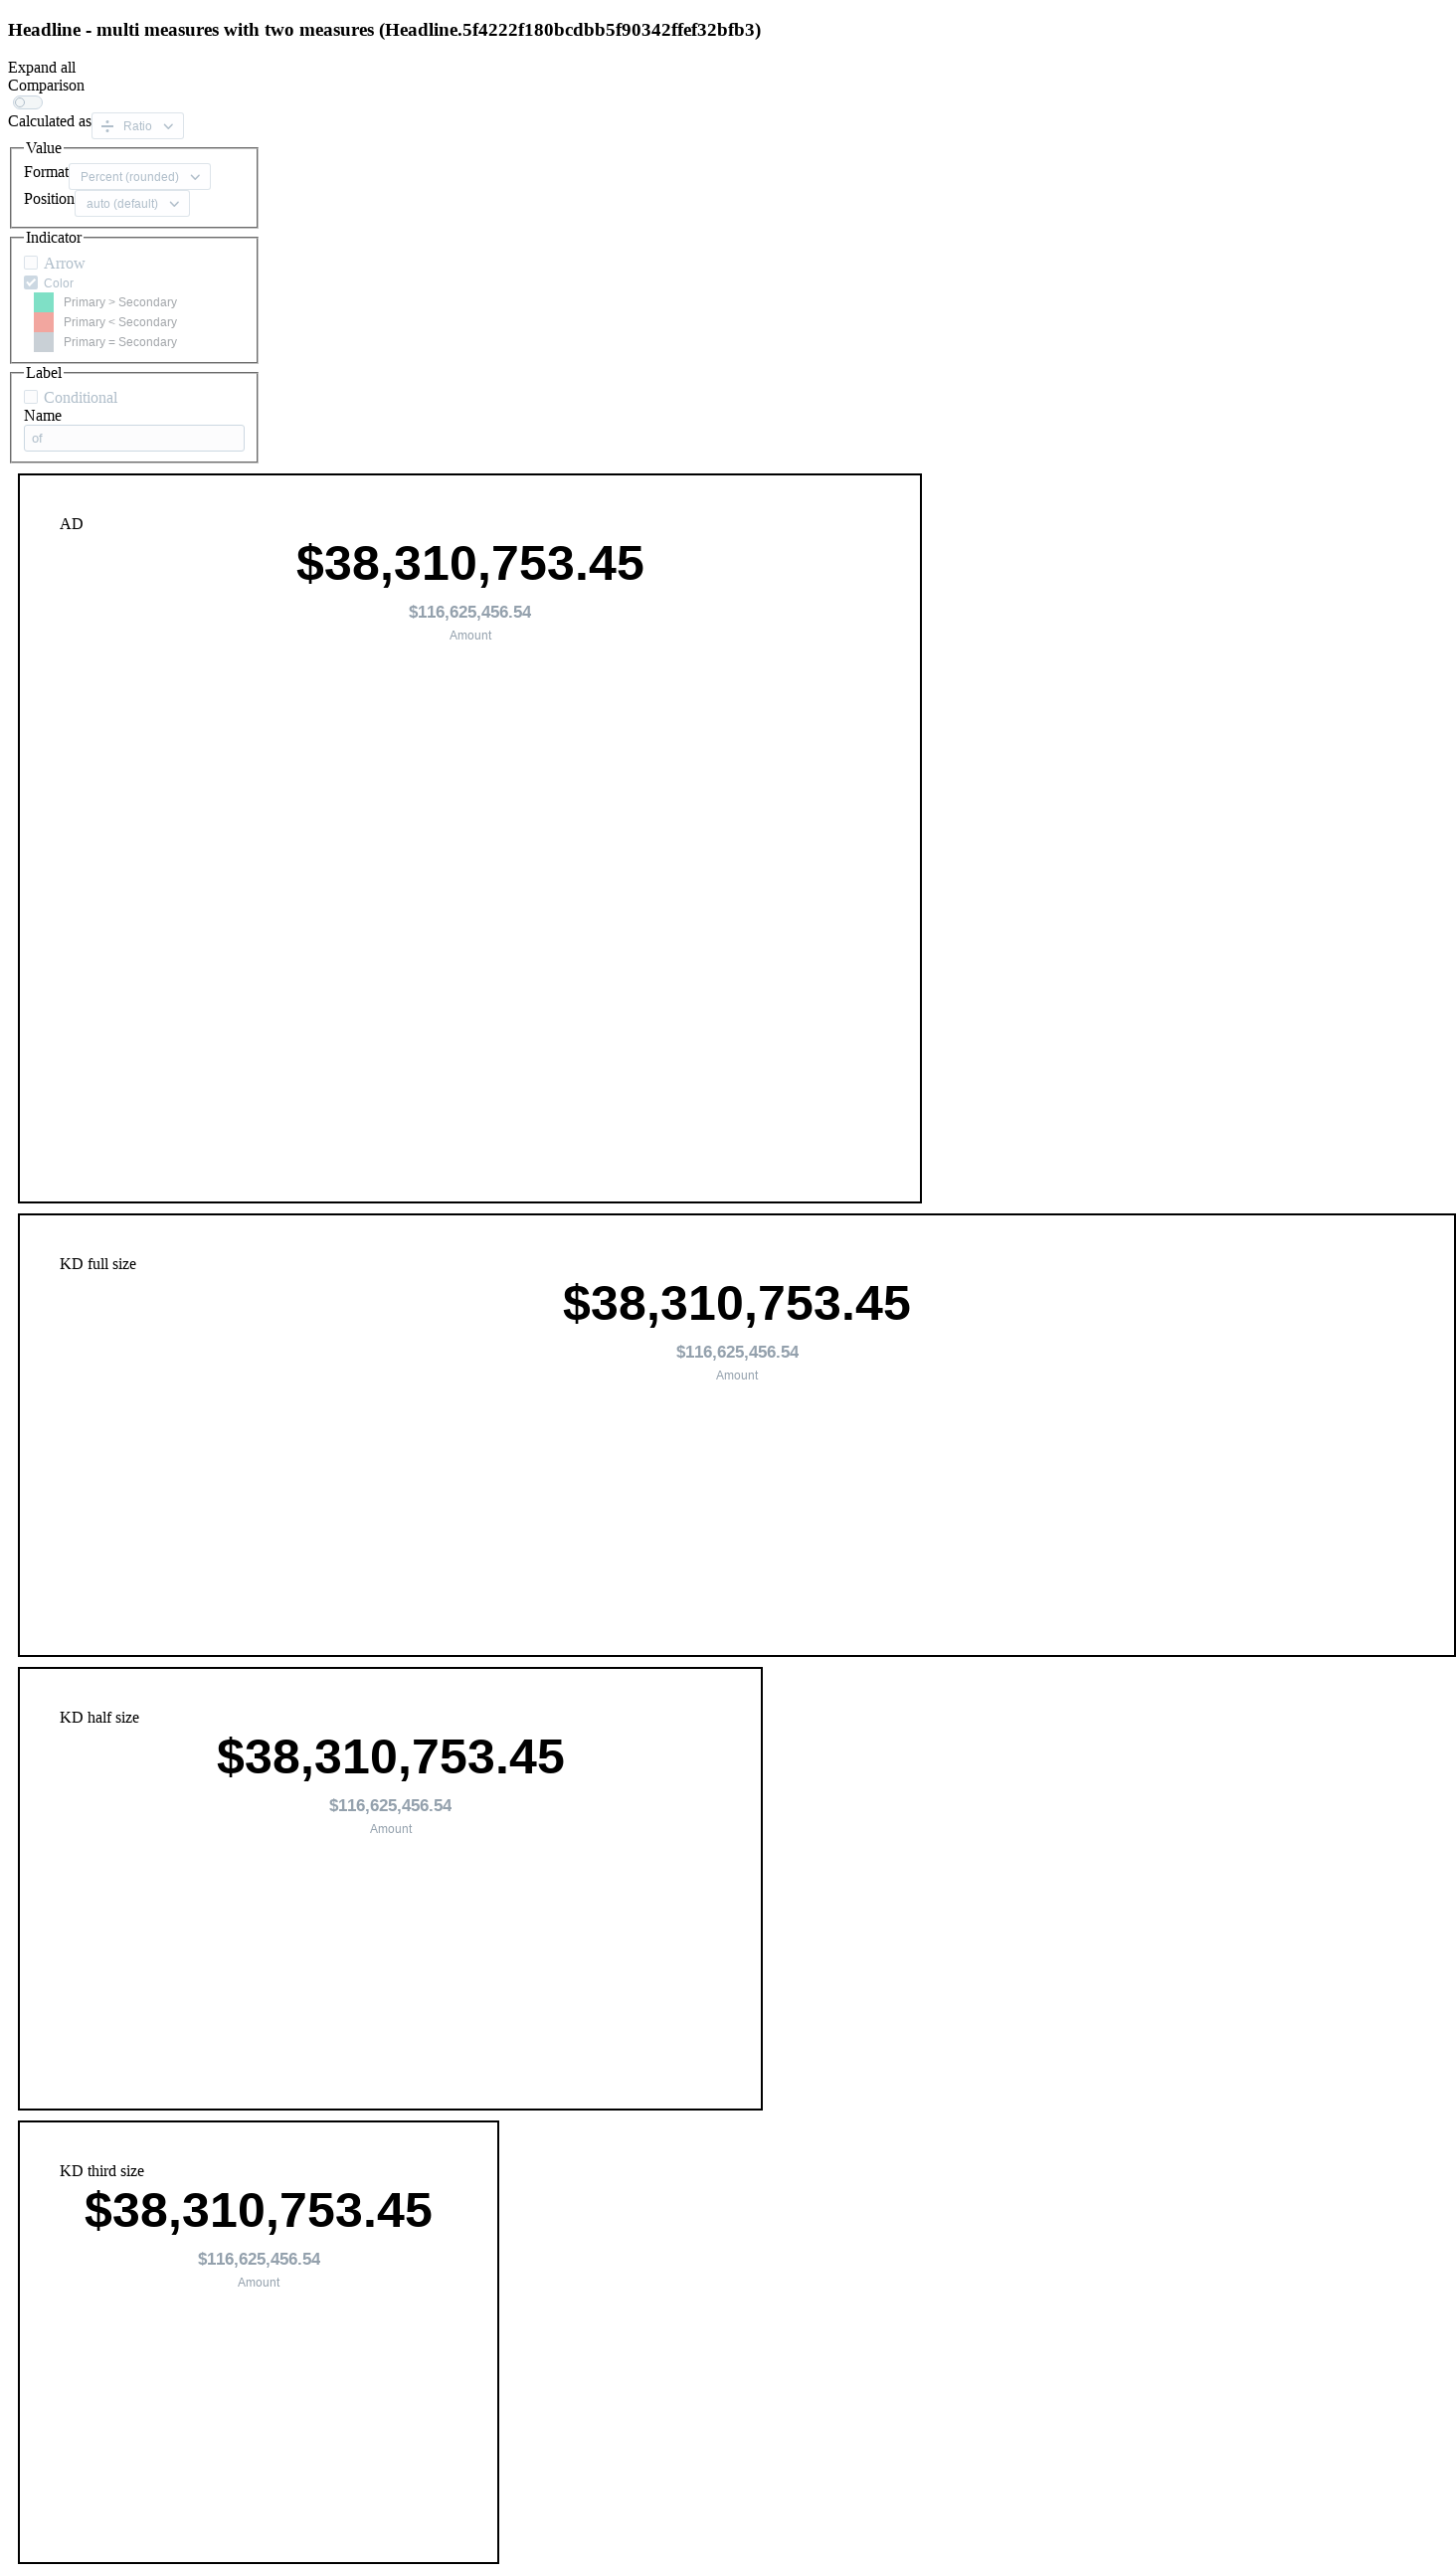 Headline - multi measures with two measures (Headline.5f4222f180bcdbb5f90342ffef32bfb3)
Expand all
Comparison
Calculated as Ratio
Value
Format Percent (rounded)
Position auto (default)
Indicator
Arrow
Color
Primary > Secondary
Primary < Secondary
Primary = Secondary
Label
Conditional
Name
of
AD
$38,310,753.45
$116,625,456.54
Amount
KD full size
$38,310,753.45
$116,625,456.54
Amount
KD half size
$38,310,753.45
$116,625,456.54
Amount
KD third size
$38,310,753.45
$116,625,456.54
Amount